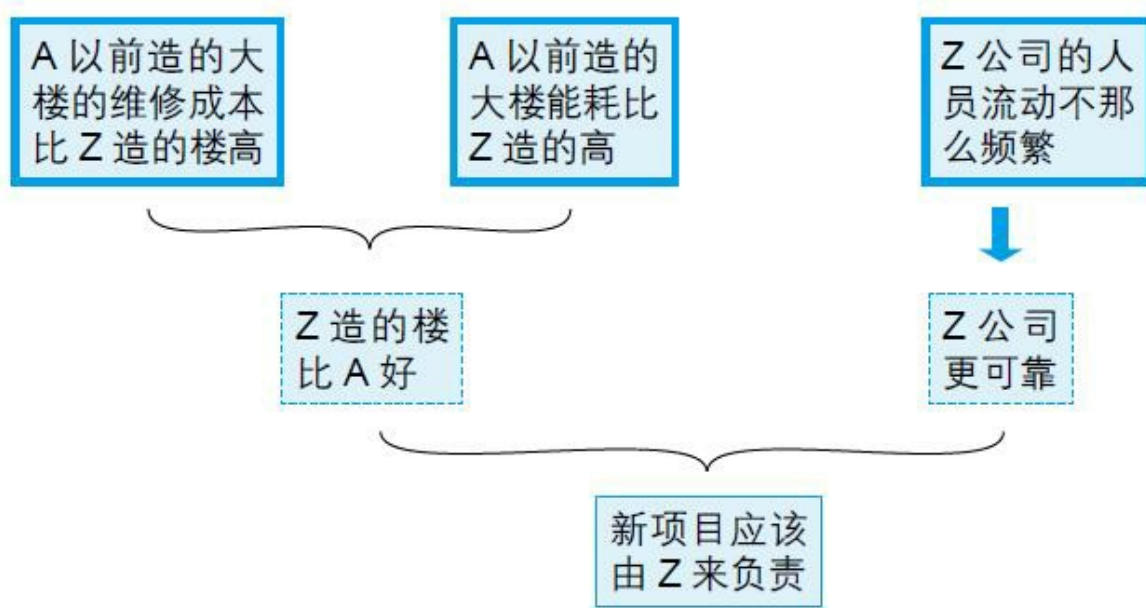 A 以前造的大
楼的维修成本
比 Z 造的楼高
A 以前造的
大楼能耗比
Z 造的高
Z 公司的人
员流动不那
么频繁
Z 造的楼
比 A 好
Z 公司
更可靠
新项目应该
由 Z 来负责